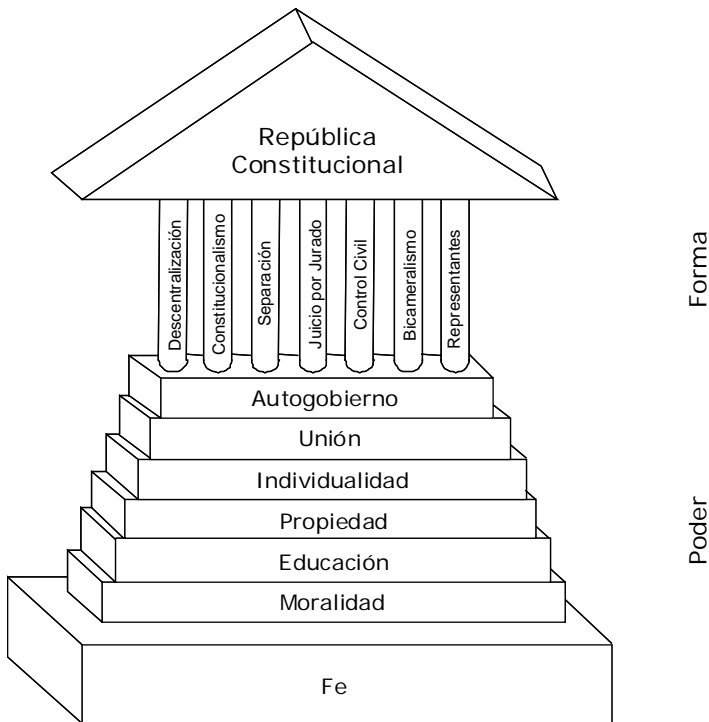 República
Constitucional
Descentralización
Constitucionalismo
Separación
Juicio por Jurado
Control Civil
Bicameralismo
Representantes
Forma
Autogobierno
Unión
Individualidad
Propiedad
Educación
Moralidad
Fe
Poder